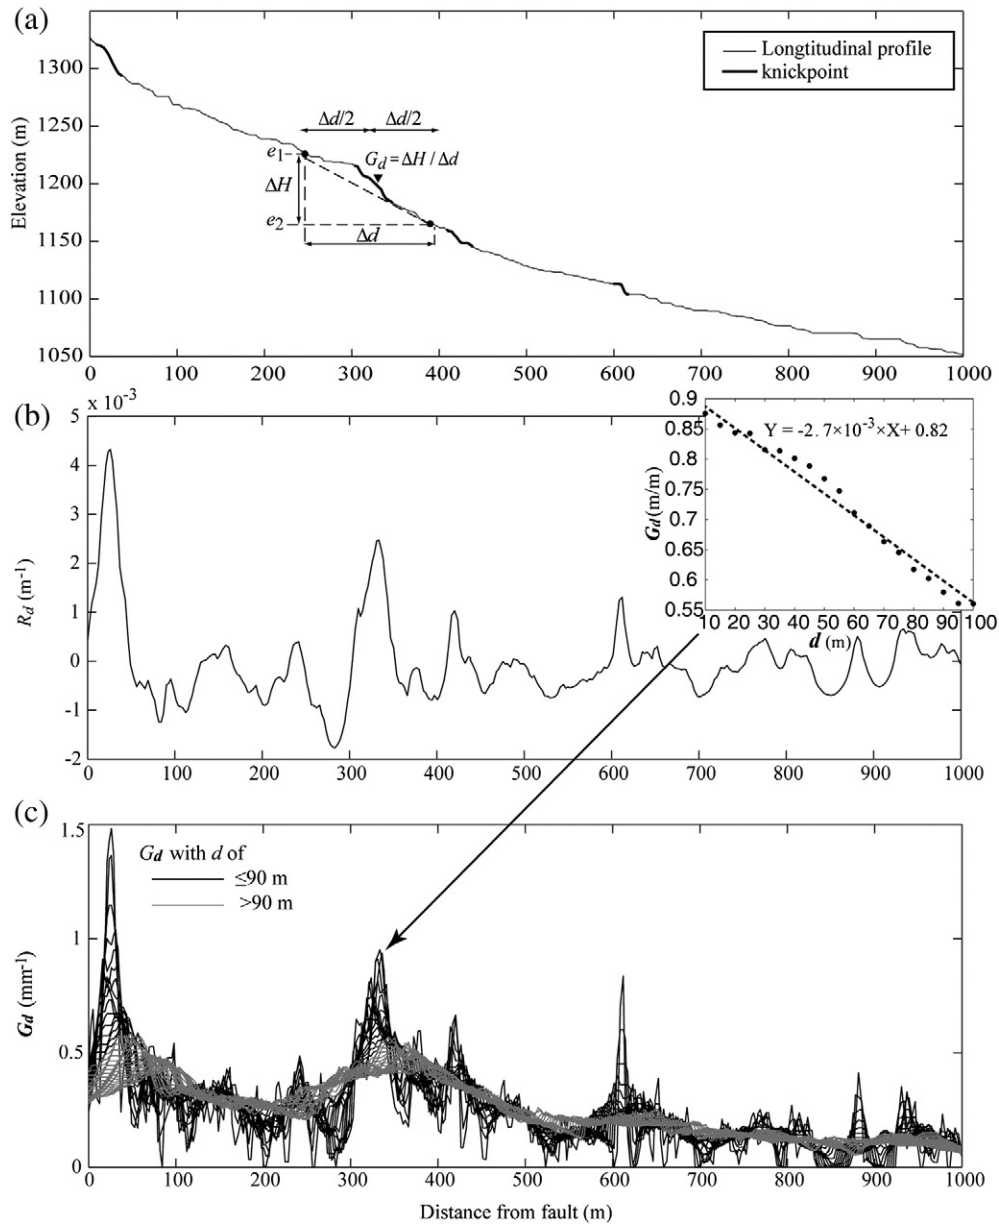 (a)
Longtitudinal profile
knickpoint
1300
1250
1200
1150
1100
1050
Elevation (m)
Δd/2 Δd/2
e1
Gd = ΔH / Δd
ΔH
e2
Δd
0 100 200 300 400 500 600 700 800 900 1000
(b)
x 10-3
5
4
3
2
1
0
-1
-2
Rd (m-1)
0 100 200 300 400 500 600 700 800 900 1000
0.9
0.85
0.8
0.75
0.7
0.65
0.6
0.55
Gd (m/m)
Y = -2.7×10-3×X+ 0.82
10 20 30 40 50 60 70 80 90 100
d (m)
(c)
1.5
1
0.5
0
Gd (mm-1)
Gd with d of
≤90 m
>90 m
0 100 200 300 400 500 600 700 800 900 1000
Distance from fault (m)